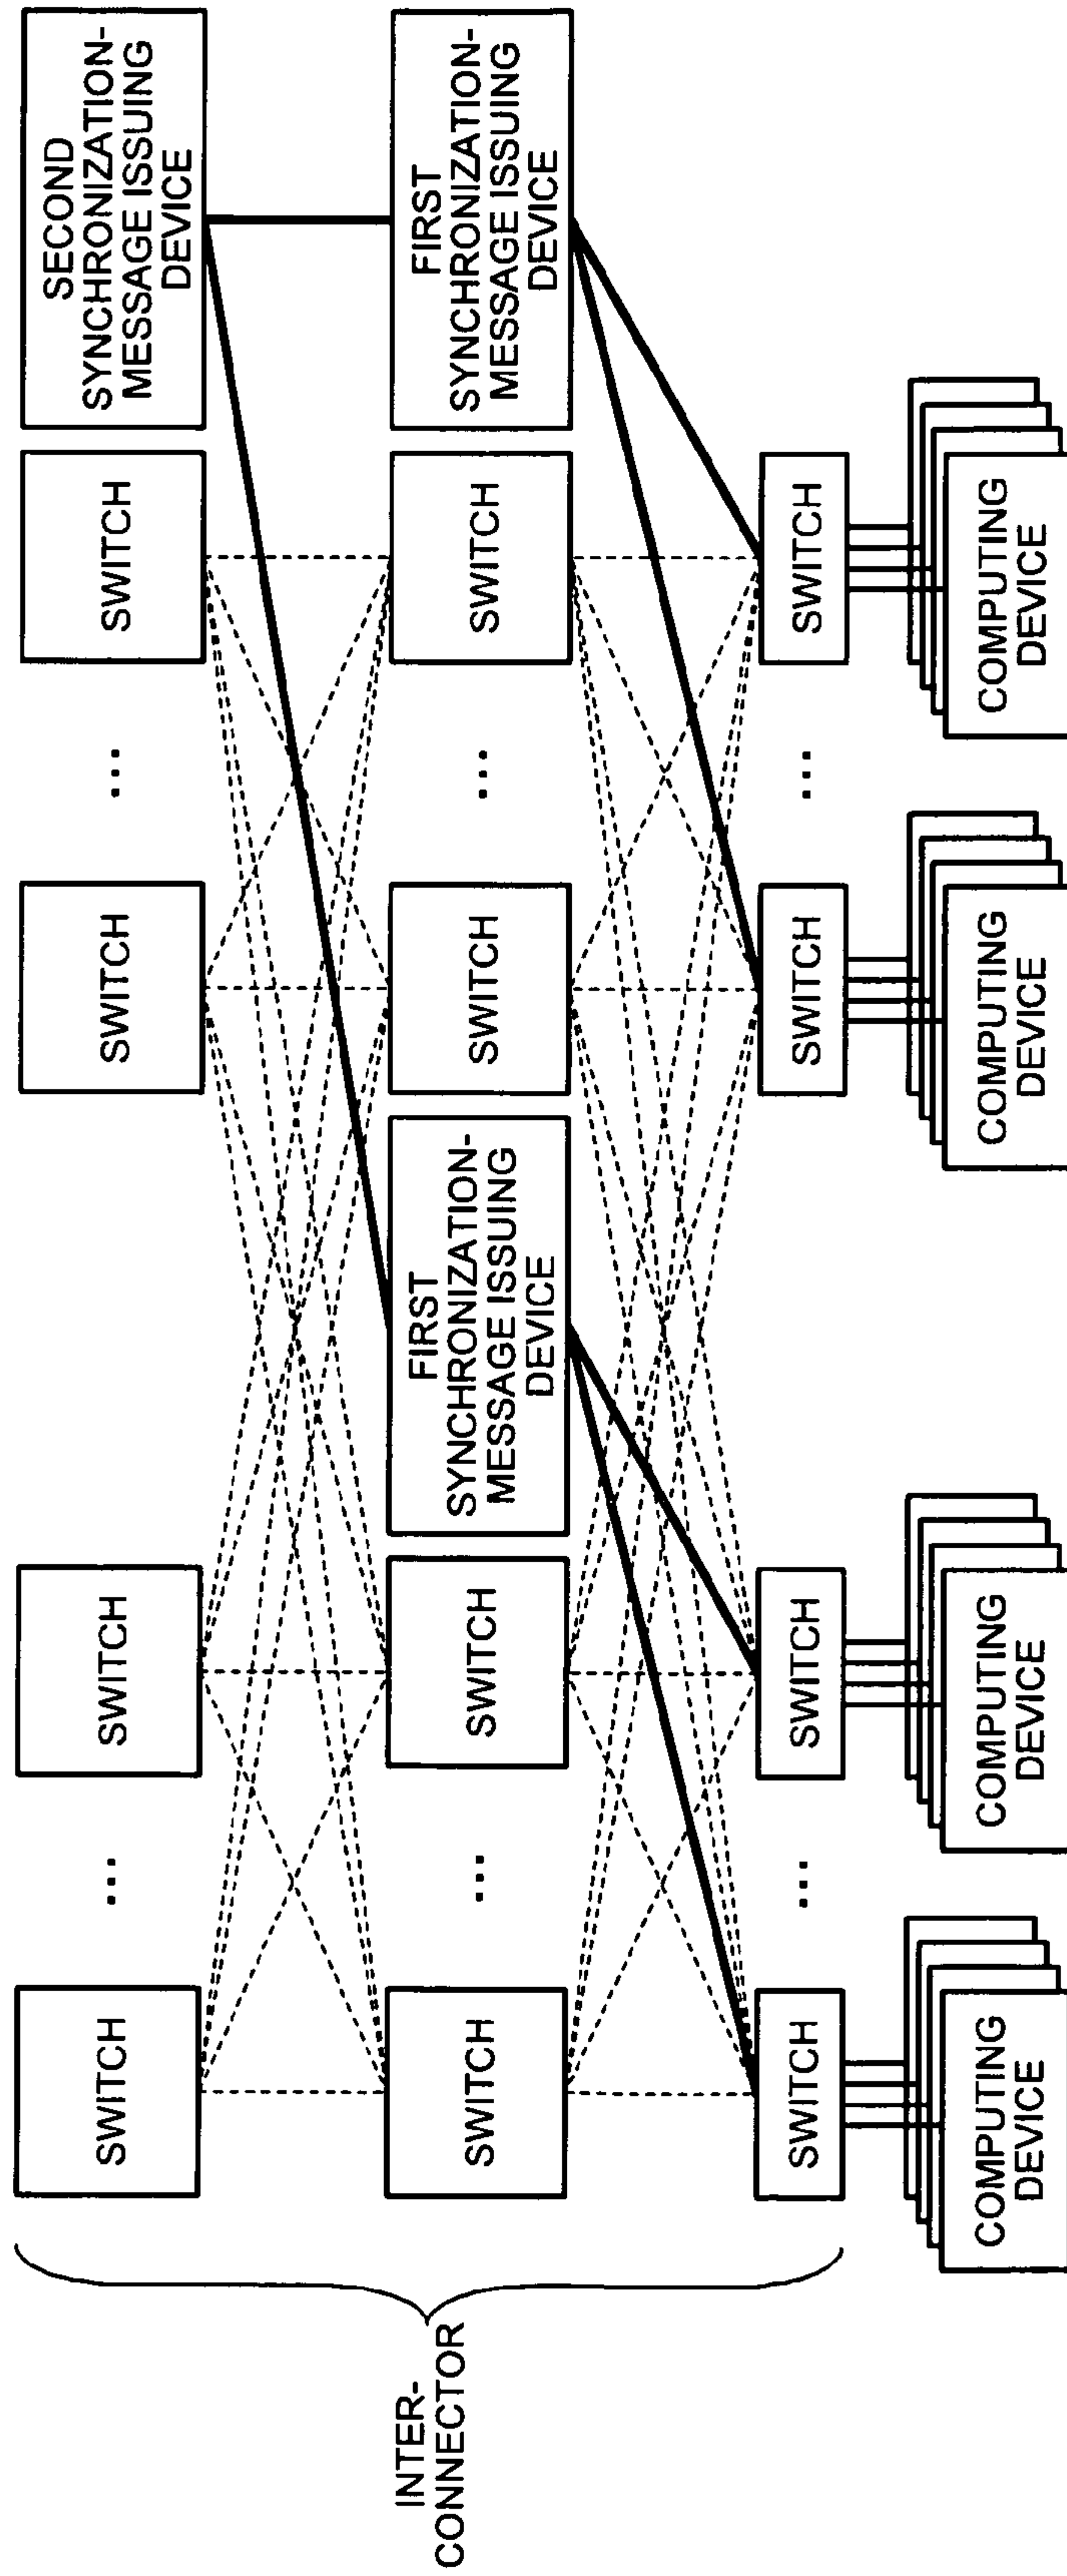 SWITCH
SWITCH
SWITCH
SWITCH
SECOND
SYNCHRONIZATION-
MESSAGE ISSUING
DEVICE
...
...
INTER-
CONNECTOR
SWITCH
SWITCH
FIRST
SYNCHRONIZATION-
MESSAGE ISSUING
DEVICE
SWITCH
SWITCH
FIRST
SYNCHRONIZATION-
MESSAGE ISSUING
DEVICE
...
...
SWITCH
SWITCH
SWITCH
SWITCH
...
...
COMPUTING
DEVICE
COMPUTING
DEVICE
COMPUTING
DEVICE
COMPUTING
DEVICE